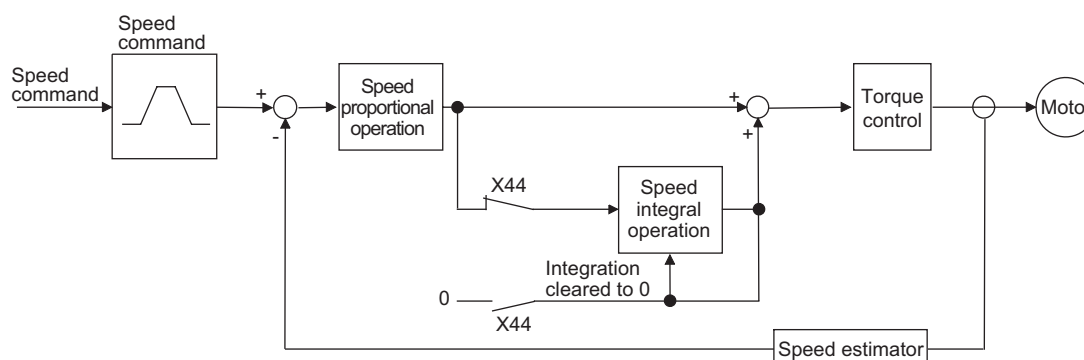 Speed
command
Speed
command
+
-
Speed
proportional
operation
+
+
Torque
control
Moto
X44
Speed
integral
operation
Integration
cleared to 0
0
X44
Speed estimator